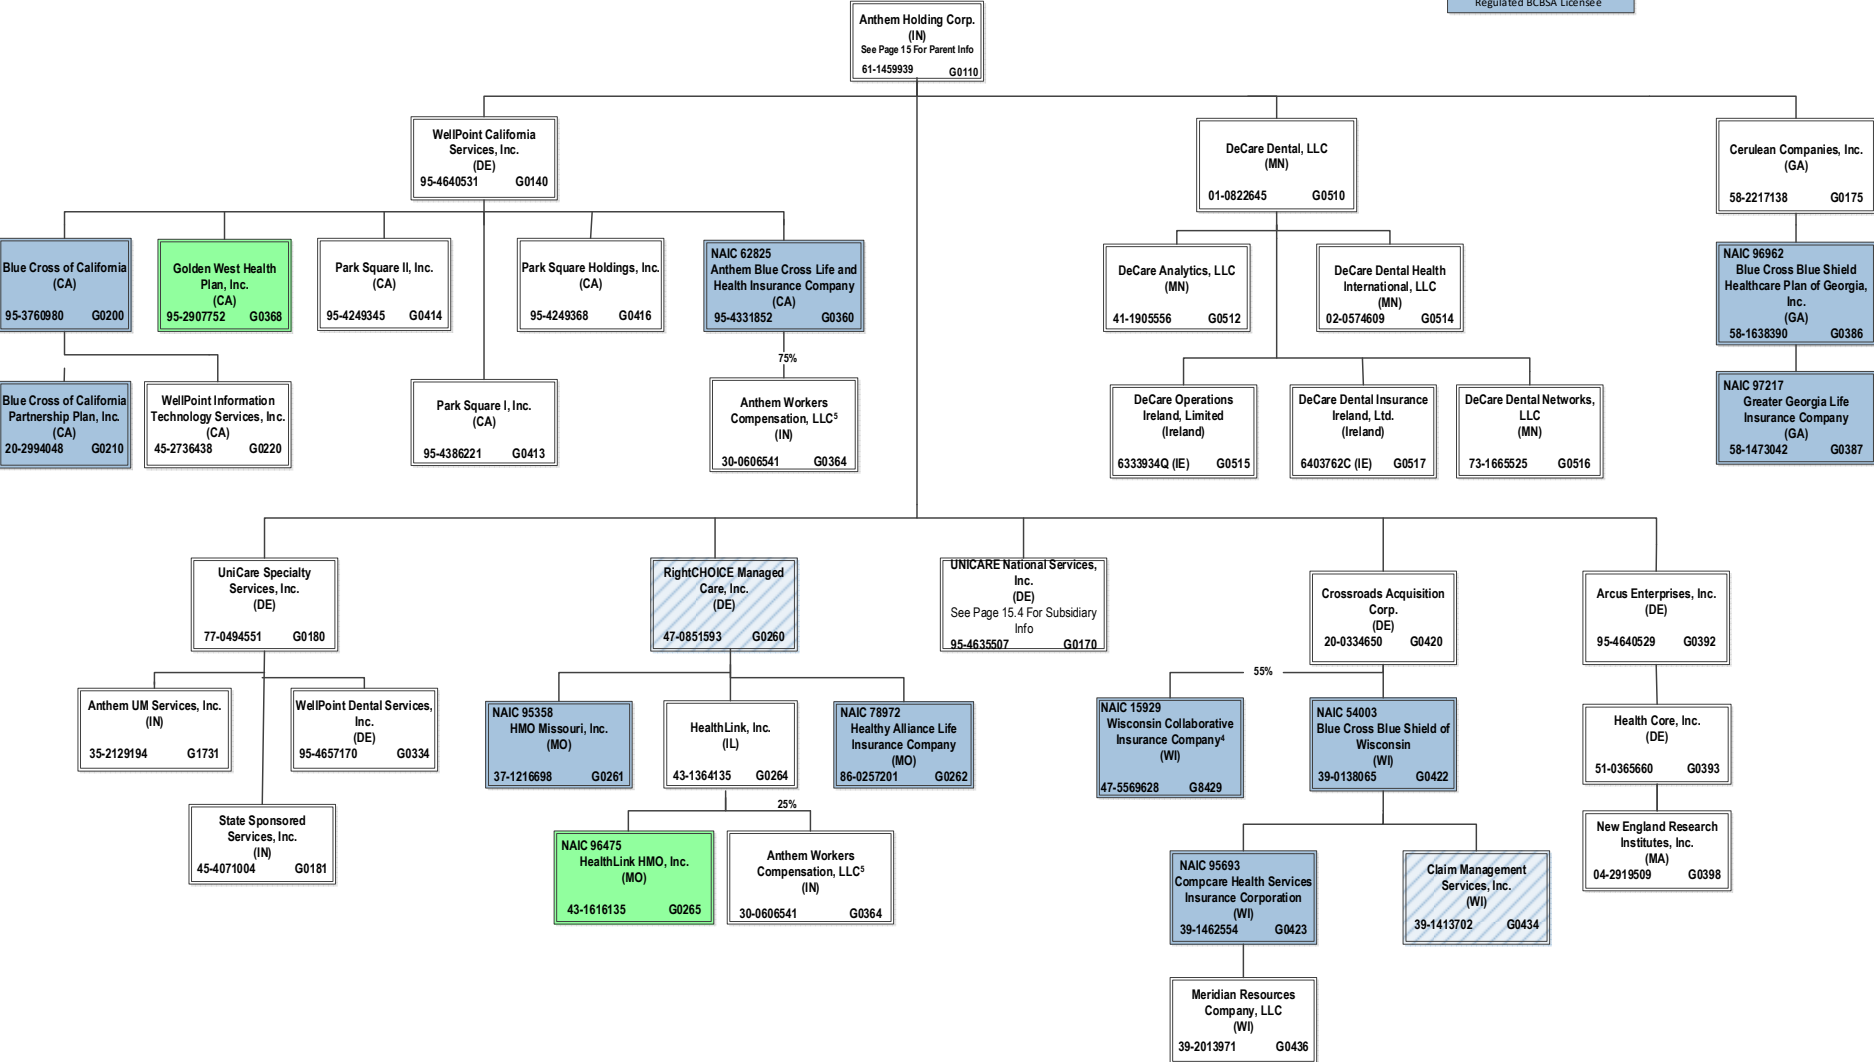 Regulated BCBSA Licensee
Anthem Holding Corp.
(IN)
See Page 15 For Parent Info
61-1459939 G0110
WellPoint California
Services, Inc.
(DE)
95-4640531 G0140
DeCare Dental, LLC
(MN)
01-0822645 G0510
Cerulean Companies, Inc.
(GA)
58-2217138 G0175
Blue Cross of California
(CA)
95-3760980 G0200
Golden West Health
Plan, Inc.
(CA)
95-2907752 G0368
Park Square II, Inc.
(CA)
95-4249345 G0414
Park Square Holdings, Inc.
(CA)
95-4249368 G0416
NAIC 62825
Anthem Blue Cross Life and
Health Insurance Company
(CA)
95-4331852 G0360
DeCare Analytics, LLC
(MN)
41-1905556 G0512
DeCare Dental Health
International, LLC
(MN)
02-0574609 G0514
NAIC 96962
Blue Cross Blue Shield
Healthcare Plan of Georgia,
Inc.
(GA)
58-1638390 G0386
75%
Blue Cross of California
Partnership Plan, Inc.
(CA)
20-2994048 G0210
WellPoint Information
Technology Services, Inc.
(CA)
45-2736438 G0220
Park Square I, Inc.
(CA)
95-4386221 G0413
Anthem Workers
Compensation, LLC⁵
(IN)
30-0606541 G0364
DeCare Operations
Ireland, Limited
(Ireland)
6333934Q (IE) G0515
DeCare Dental Insurance
Ireland, Ltd.
(Ireland)
6403762C (IE) G0517
DeCare Dental Networks,
LLC
(MN)
73-1665525 G0516
NAIC 97217
Greater Georgia Life
Insurance Company
(GA)
58-1473042 G0387
UniCare Specialty
Services, Inc.
(DE)
77-0494551 G0180
RightCHOICE Managed
Care, Inc.
(DE)
47-0851593 G0260
UNICARE National Services,
Inc.
(DE)
See Page 15.4 For Subsidiary
Info
95-4635507 G0170
Crossroads Acquisition
Corp.
(DE)
20-0334650 G0420
Arcus Enterprises, Inc.
(DE)
95-4640529 G0392
55%
Anthem UM Services, Inc.
(IN)
35-2129194 G1731
WellPoint Dental Services,
Inc.
(DE)
95-4657170 G0334
NAIC 95358
HMO Missouri, Inc.
(MO)
37-1216698 G0261
HealthLink, Inc.
(IL)
43-1364135 G0264
NAIC 78972
Healthy Alliance Life
Insurance Company
(MO)
86-0257201 G0262
NAIC 15929
Wisconsin Collaborative
Insurance Company⁴
(WI)
47-5569628 G8429
NAIC 54003
Blue Cross Blue Shield of
Wisconsin
(WI)
39-0138065 G0422
Health Core, Inc.
(DE)
51-0365660 G0393
25%
State Sponsored
Services, Inc.
(IN)
45-4071004 G0181
NAIC 96475
HealthLink HMO, Inc.
(MO)
43-1616135 G0265
Anthem Workers
Compensation, LLC⁵
(IN)
30-0606541 G0364
NAIC 95693
Compcare Health Services
Insurance Corporation
(WI)
39-1462554 G0423
Claim Management
Services, Inc.
(WI)
39-1413702 G0434
New England Research
Institutes, Inc.
(MA)
04-2919509 G0398
Meridian Resources
Company, LLC
(WI)
39-2013971 G0436